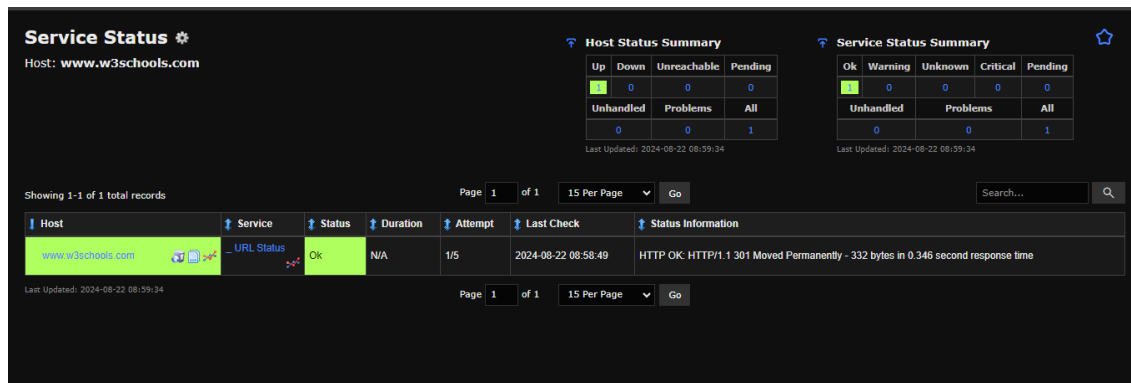 Service Status
Host: www.w3schools.com
Host Status Summary
Up Down Unreachable Pending
1 0 0 0
Unhandled Problems All
0 0 1
Last Updated: 2024-08-22 08:59:34
Service Status Summary
Ok Warning Unknown Critical Pending
1 0 0 0 0
Unhandled Problems All
0 0 1
Last Updated: 2024-08-22 08:59:34
Showing 1-1 of 1 total records
Page 1 of 1 15 Per Page Go
Search...
Host Service Status Duration Attempt Last Check Status Information
www.w3schools.com _ URL Status Ok N/A 1/5 2024-08-22 08:58:49 HTTP OK: HTTP/1.1 301 Moved Permanently - 332 bytes in 0.346 second response time
Last Updated: 2024-08-22 08:59:34
Page 1 of 1 15 Per Page Go